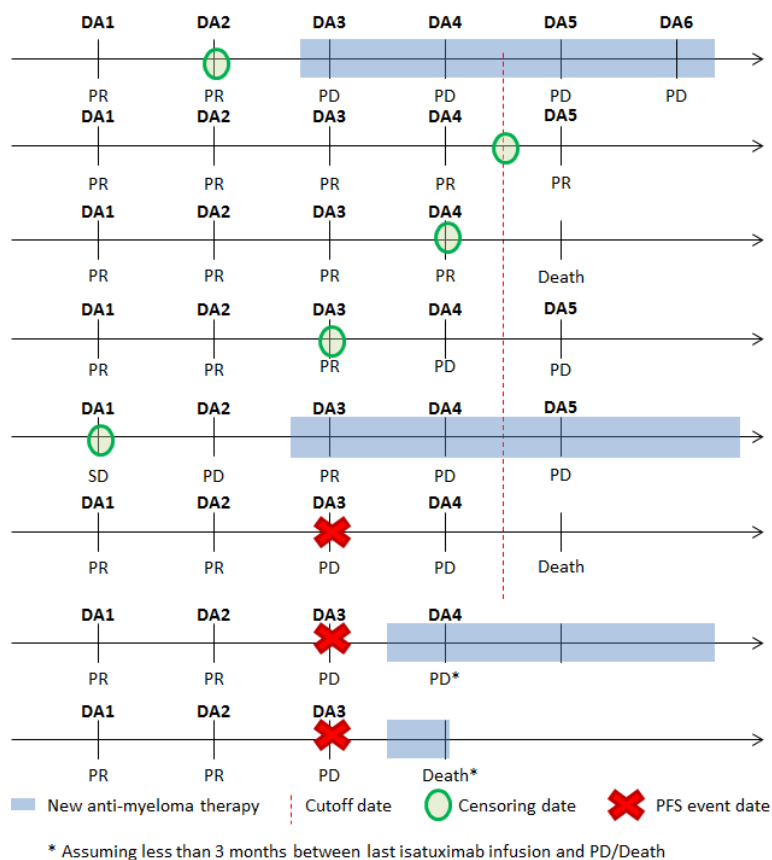 DA1 DA2 DA3 DA4 DA5 DA6
PR PR PD PD PD PD
DA1 DA2 DA3 DA4 DA5
PR PR PR PR PR
DA1 DA2 DA3 DA4
PR PR PR PR Death
DA1 DA2 DA3 DA4 DA5
PR PR PR PD PD
DA1 DA2 DA3 DA4 DA5
SD PD PR PD PD
DA1 DA2 DA3 DA4
PR PR PD PD Death
DA1 DA2 DA3 DA4
PR PR PD PD*
DA1 DA2 DA3
PR PR PD Death*
New anti-myeloma therapy Cutoff date Censoring date PFS event date
* Assuming less than 3 months between last isatuximab infusion and PD/Death